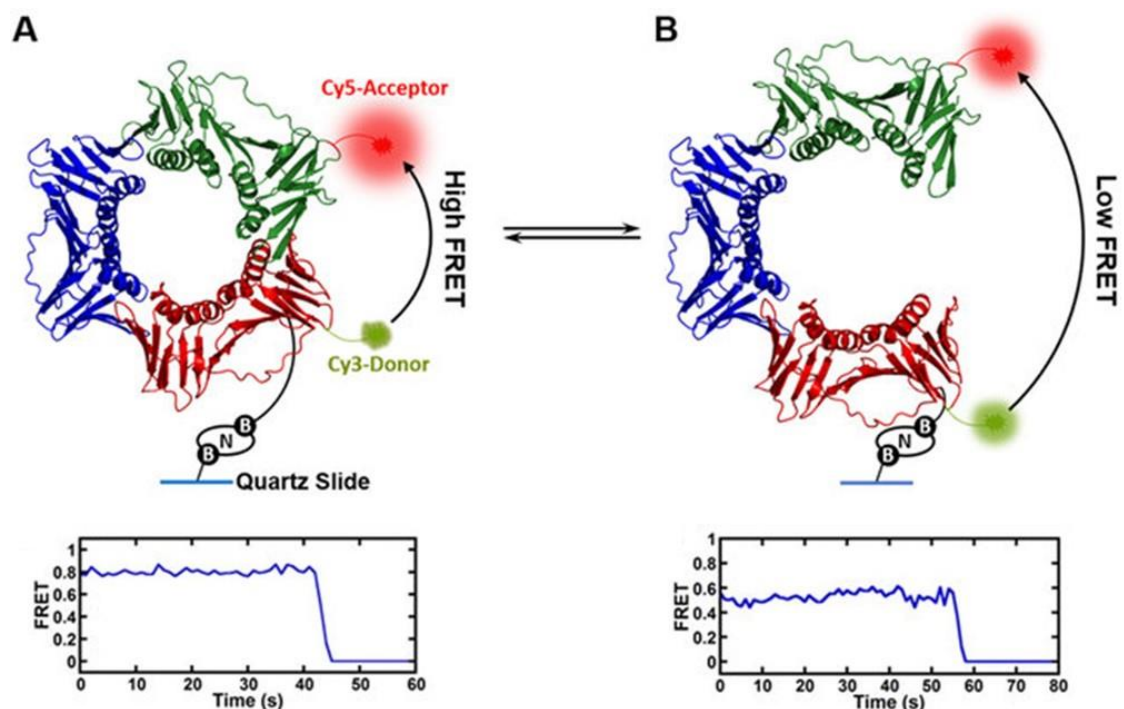 A
Cy5-Acceptor
High FRET
Cy3-Donor
B
N
B
Quartz Slide
B
Low FRET
B
N
B
1
0.8
0.6
0.4
0.2
0
FRET
0 10 20 30 40 50 60
Time (s)
1
0.8
0.6
0.4
0.2
0
FRET
0 10 20 30 40 50 60 70 80
Time (s)